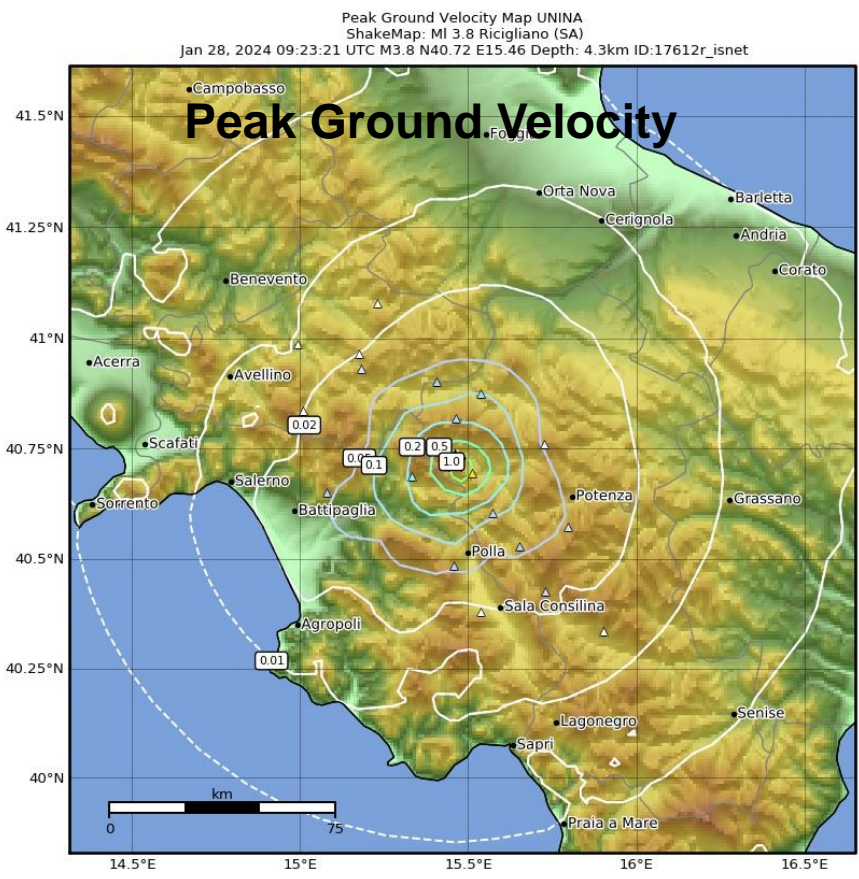 Peak Ground Velocity Map UNINA
ShakeMap: Ml 3.8 Ricigliano (SA)
Jan 28, 2024 09:23:21 UTC M3.8 N40.72 E15.46 Depth: 4.3km ID:17612r_isnet
Campobasso
41.5°N
Peak Ground Velocity
Orta Nova
Barletta
Cerignola
41.25°N
Andria
Corato
Benevento
41°N
Acerra
Avellino
0.02
Scafati
0.2
0.5
40.75°N
0.1
1.0
Salerno
Potenza
Grassano
Sorrento
Battipaglia
Polla
40.5°N
Sala Consilina
Agropoli
0.01
40.25°N
Senise
Lagonegro
Sapri
40°N
km
0
75
Praia a Mare
14.5°E
15°E
15.5°E
16°E
16.5°E